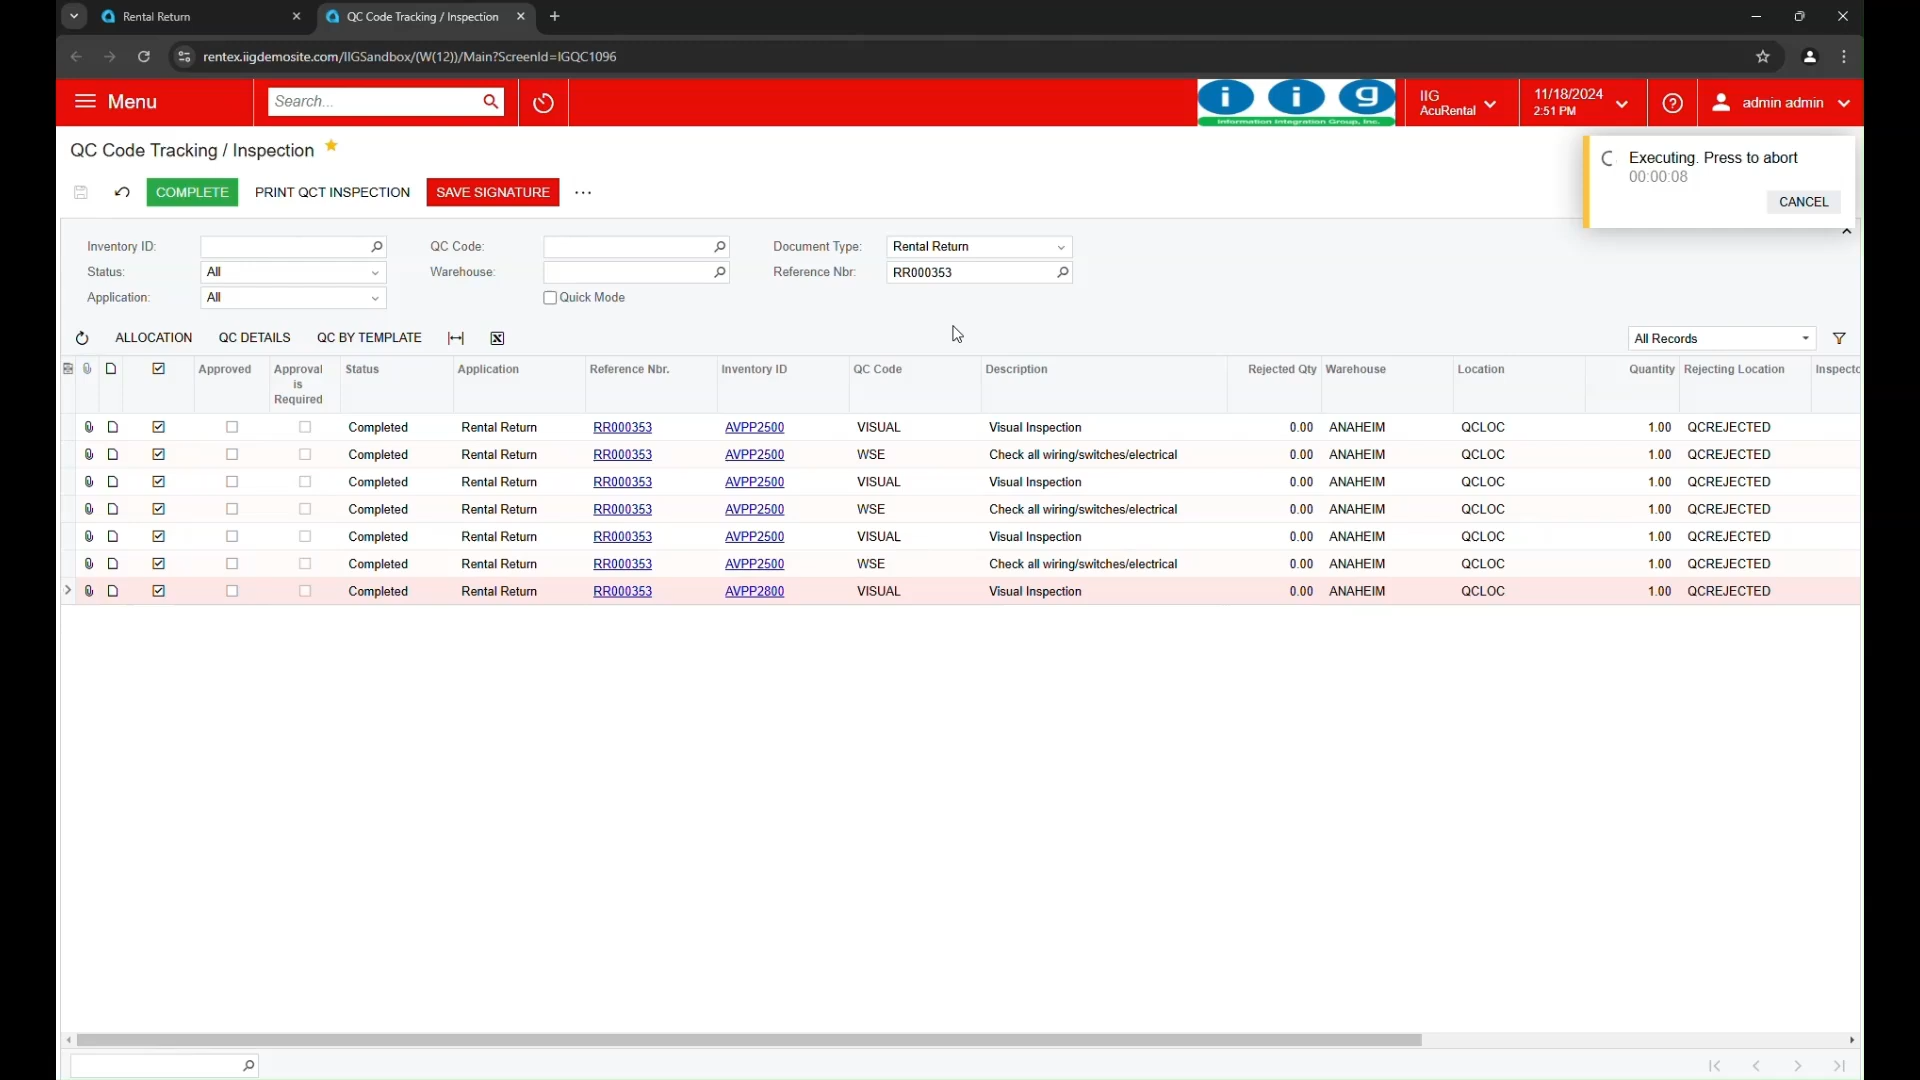 Rental Return
QC Code Tracking / Inspection
rentex.iigdemosite.com/IIGSandbox/(W(12))/Main?ScreenId=IGQC1096
Menu
Search...
i i g
Information Integration Group, Inc.
IIG
AcuRental
11/18/2024
2:51 PM
admin admin
QC Code Tracking / Inspection
Executing. Press to abort
00:00:08
CANCEL
COMPLETE PRINT QCT INSPECTION SAVE SIGNATURE ...
Inventory ID: QC Code: Document Type: Rental Return
Status: All Warehouse: Reference Nbr: RR000353
Application: All Quick Mode
ALLOCATION QC DETAILS QC BY TEMPLATE All Records
Approved Approval is Required Status Application Reference Nbr. Inventory ID QC Code Description Rejected Qty Warehouse Location Quantity Rejecting Location Inspecto
Completed Rental Return RR000353 AVPP2500 VISUAL Visual Inspection 0.00 ANAHEIM QCLOC 1.00 QCREJECTED
Completed Rental Return RR000353 AVPP2500 WSE Check all wiring/switches/electrical 0.00 ANAHEIM QCLOC 1.00 QCREJECTED
Completed Rental Return RR000353 AVPP2500 VISUAL Visual Inspection 0.00 ANAHEIM QCLOC 1.00 QCREJECTED
Completed Rental Return RR000353 AVPP2500 WSE Check all wiring/switches/electrical 0.00 ANAHEIM QCLOC 1.00 QCREJECTED
Completed Rental Return RR000353 AVPP2500 VISUAL Visual Inspection 0.00 ANAHEIM QCLOC 1.00 QCREJECTED
Completed Rental Return RR000353 AVPP2500 WSE Check all wiring/switches/electrical 0.00 ANAHEIM QCLOC 1.00 QCREJECTED
Completed Rental Return RR000353 AVPP2800 VISUAL Visual Inspection 0.00 ANAHEIM QCLOC 1.00 QCREJECTED